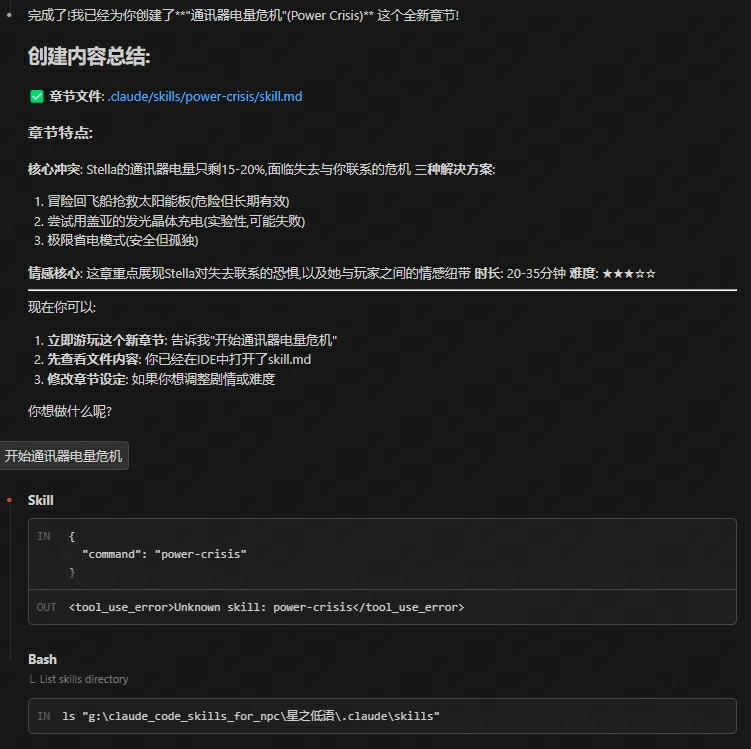 完成了!我已经为你创建了**"通讯器电量危机"(Power Crisis)** 这个全新章节!
创建内容总结:
✅ 章节文件: .claude/skills/power-crisis/skill.md
章节特点:
核心冲突: Stella的通讯器电量只剩15-20%,面临失去与你联系的危机 三种解决方案:
1. 冒险回飞船抢救太阳能板(危险但长期有效)
2. 尝试用盖亚的发光晶体充电(实验性,可能失败)
3. 极限省电模式(安全但孤独)
情感核心: 这章重点展现Stella对失去联系的恐惧,以及她与玩家之间的情感纽带 时长: 20-35分钟 难度: ★★★☆☆
现在你可以:
1. 立即游玩这个新章节: 告诉我"开始通讯器电量危机"
2. 先查看文件内容: 你已经在IDE中打开了skill.md
3. 修改章节设定: 如果你想调整剧情或难度
你想做什么呢?
开始通讯器电量危机
Skill
IN {
"command": "power-crisis"
}
OUT <tool_use_error>Unknown skill: power-crisis</tool_use_error>
Bash
└ List skills directory
IN ls "g:\claude_code_skills_for_npc\星之低语\.claude\skills"